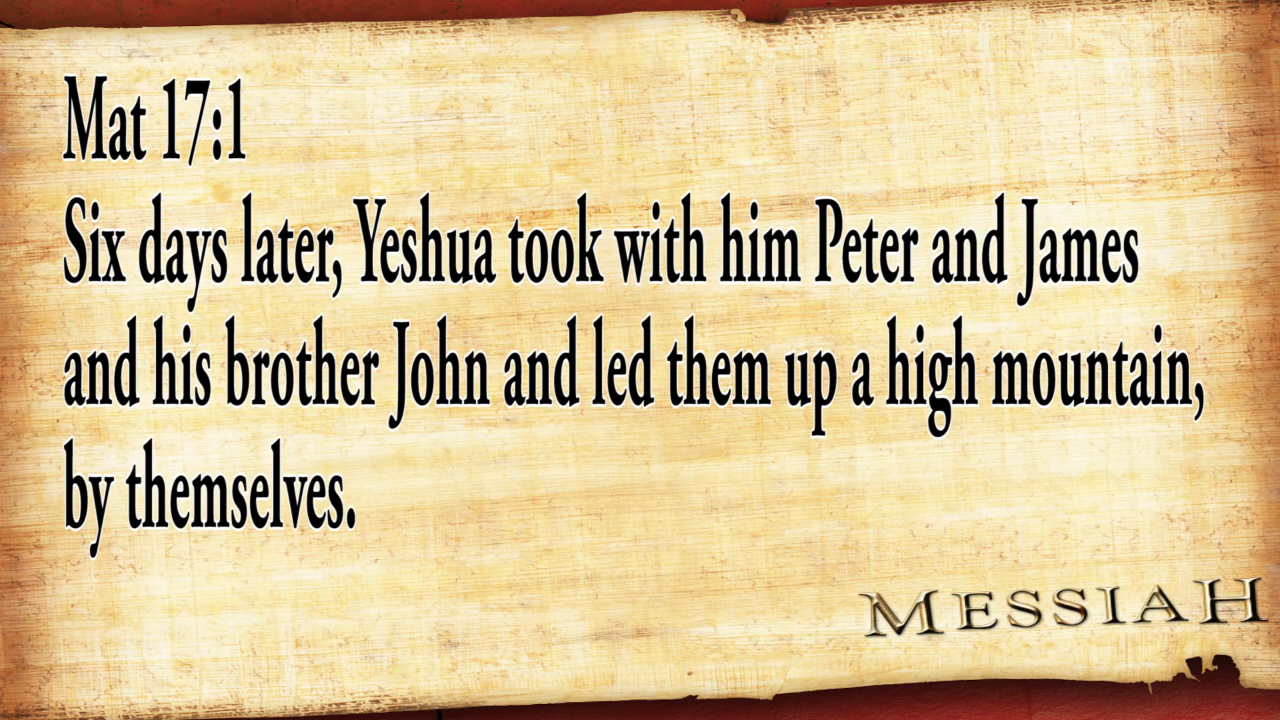 Mat 17:1
Six days later, Yeshua took with him Peter and James
and his brother John and led them up a high mountain,
by themselves.
MESSIAH